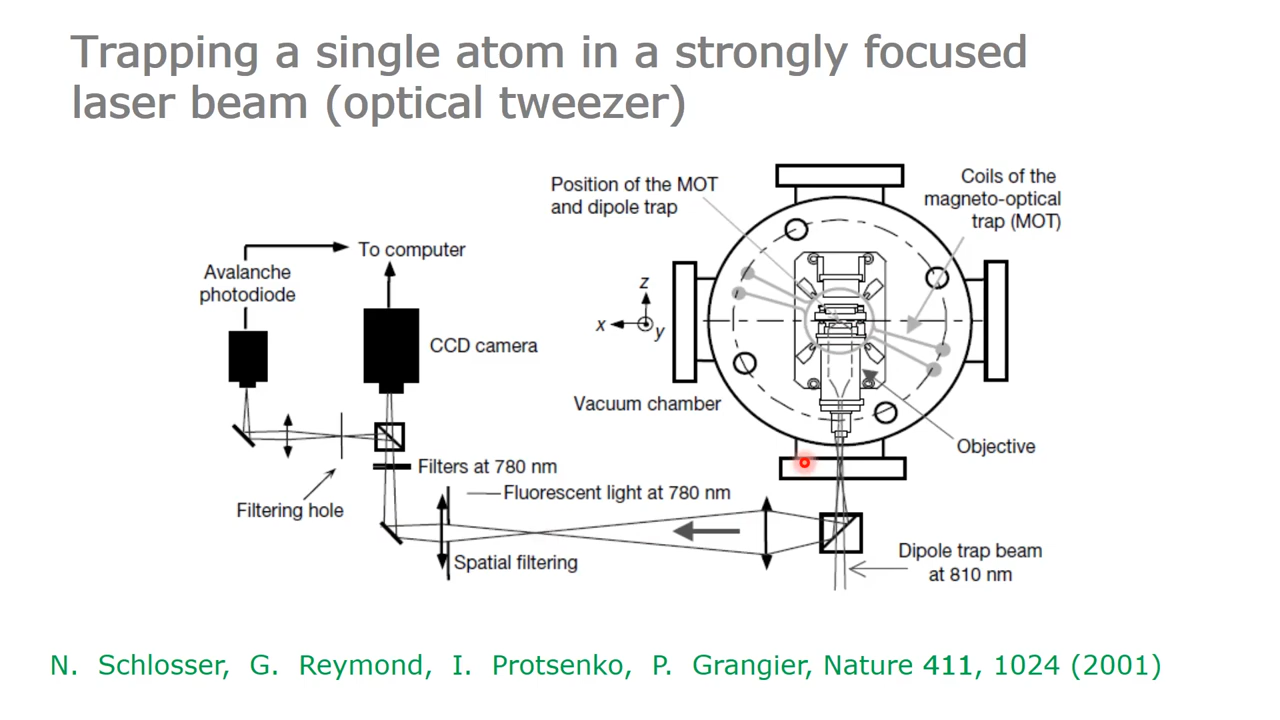 Trapping a single atom in a strongly focused
laser beam (optical tweezer)
Position of the MOT
and dipole trap
Coils of the
magneto-optical
trap (MOT)
To computer
Avalanche
photodiode
z
x
y
CCD camera
Vacuum chamber
Objective
Filters at 780 nm
Fluorescent light at 780 nm
Filtering hole
Spatial filtering
Dipole trap beam
at 810 nm
N. Schlosser, G. Reymond, I. Protsenko, P. Grangier, Nature 411, 1024 (2001)